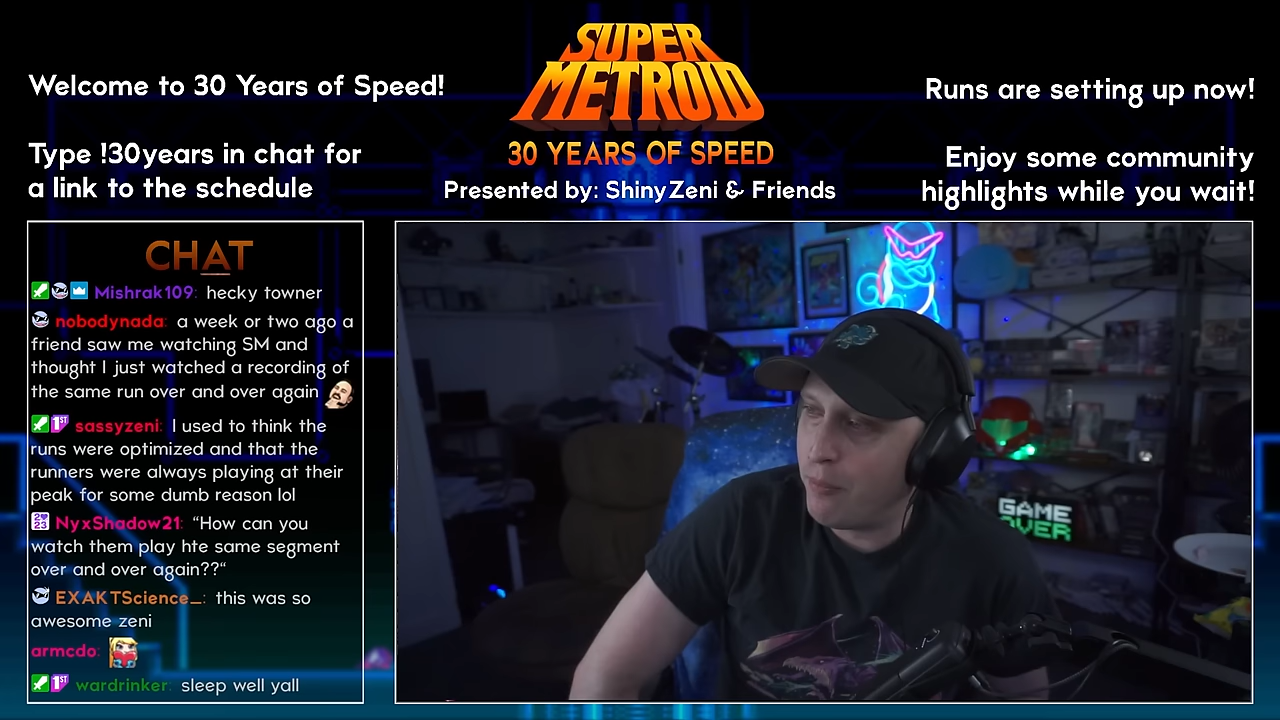 Welcome to 30 Years of Speed!
Type !30years in chat for
a link to the schedule
SUPER
METROID
30 YEARS OF SPEED
Presented by: ShinyZeni & Friends
Runs are setting up now!
Enjoy some community
highlights while you wait!
CHAT
Mishrak109: hecky towner
nobodynada: a week or two ago a
friend saw me watching SM and
thought I just watched a recording of
the same run over and over again
1ST sassyzeni: I used to think the
runs were optimized and that the
runners were always playing at their
peak for some dumb reason lol
NyxShadow21: “How can you
watch them play hte same segment
over and over again??“
EXAKTScience_: this was so
awesome zeni
armcdo:
1ST wardrinker: sleep well yall
GAME
OVER